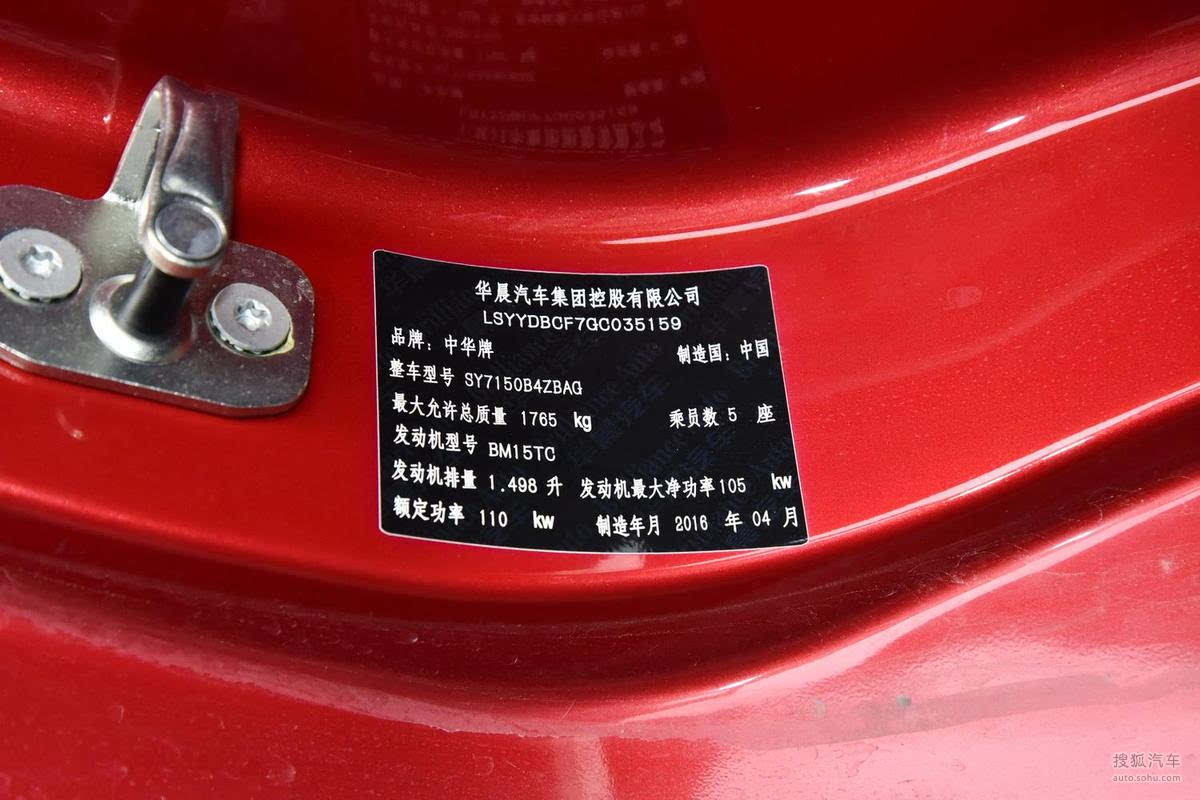 华晨汽车集团控股有限公司
LSYYDBCF7GC035159
品牌：中华牌 制造国：中国
整车型号 SY7150B4ZBAG
最大允许总质量 1765 kg 乘员数 5 座
发动机型号 BM15TC
发动机排量 1.498 升 发动机最大净功率105 kw
额定功率 110 kw 制造年月 2016 年 04 月
搜狐汽车
auto.sohu.com